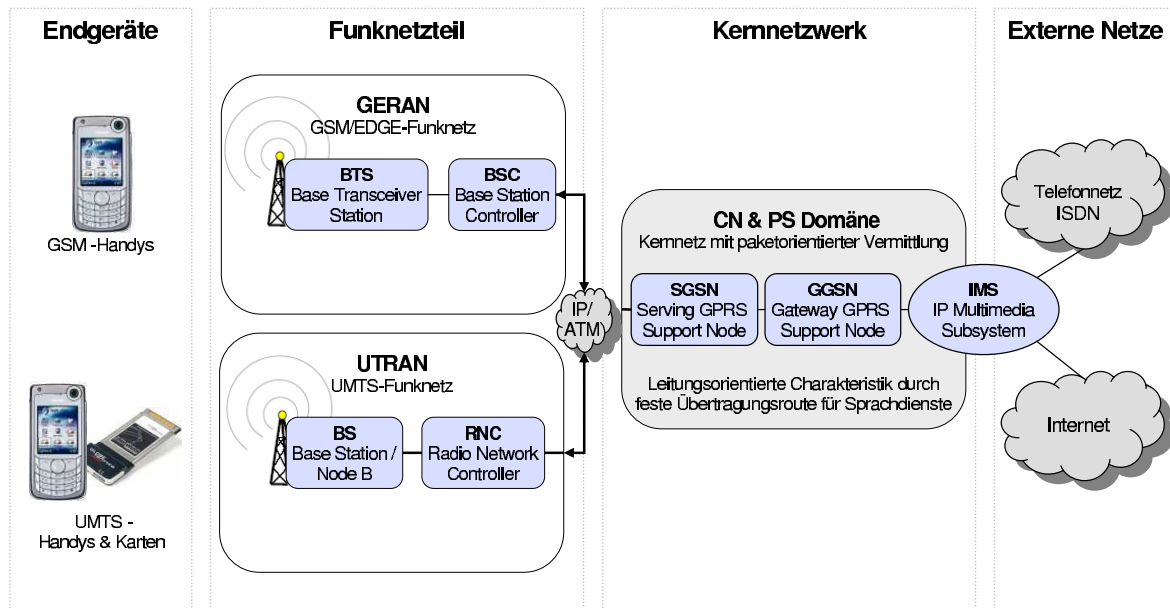 Endgeräte
Funknetzteil
Kernnetzwerk
Externe Netze
GSM -Handys
UMTS -
Handys & Karten
GERAN
GSM/EDGE-Funknetz
BTS
Base Transceiver
Station
BSC
Base Station
Controller
UTRAN
UMTS-Funknetz
BS
Base Station /
Node B
RNC
Radio Network
Controller
IP/
ATM
CN & PS Domäne
Kernnetz mit paketorientierter Vermittlung
SGSN
Serving GPRS
Support Node
GGSN
Gateway GPRS
Support Node
Leitungsorientierte Charakteristik durch
feste Übertragungsroute für Sprachdienste
IMS
IP Multimedia
Subsystem
Telefonnetz
ISDN
Internet